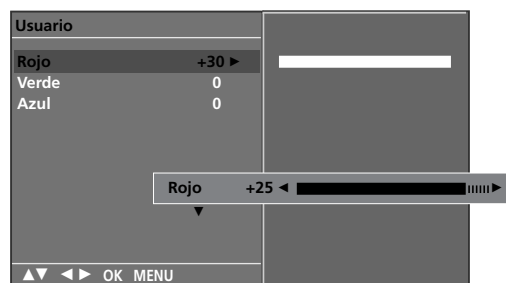 Usuario
Rojo +30 ►
Verde 0
Azul 0
Rojo +25 ◄ ►
▼
▲▼ ◄► OK MENU